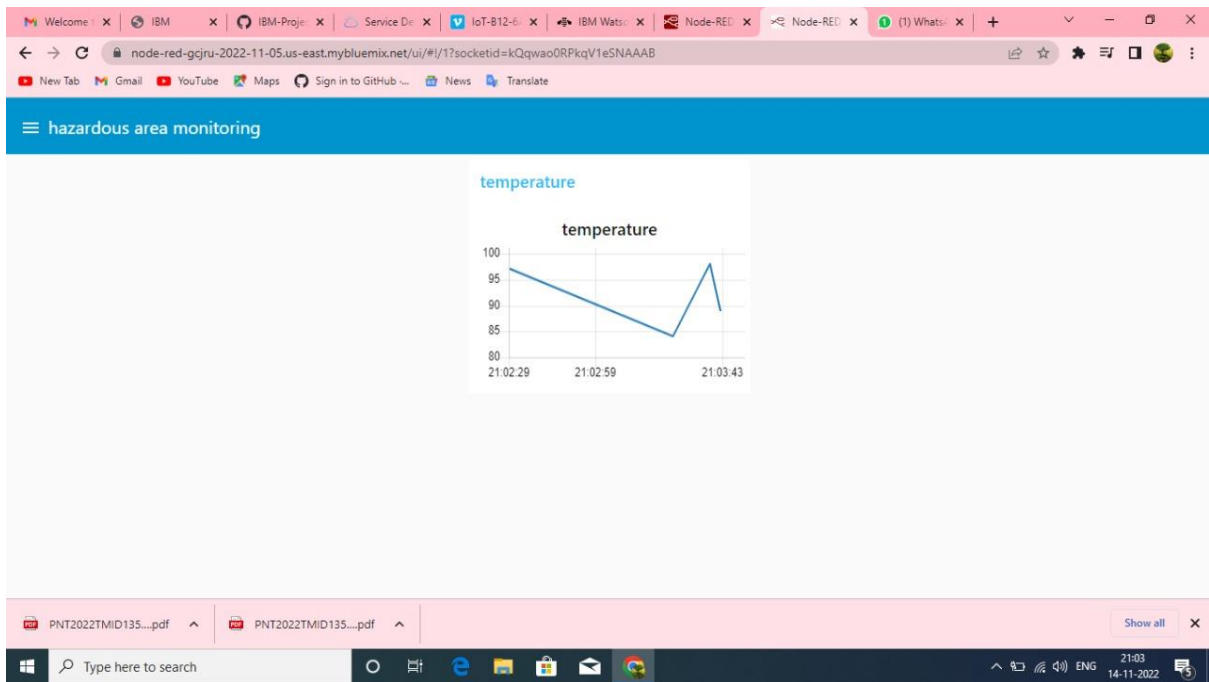 Welcome t
IBM
IBM-Projec
Service De
IoT-B12-6
IBM Watso
Node-RED
Node-RED
(1) Whats
node-red-gcjru-2022-11-05.us-east.mybluemix.net/ui/#!/1?socketid=kQqwao0RPkqV1eSNAAAB
New Tab
Gmail
YouTube
Maps
Sign in to GitHub ·...
News
Translate
hazardous area monitoring
temperature
temperature
100
95
90
85
80
21:02:29
21:02:59
21:03:43
PNT2022TMID135....pdf
PNT2022TMID135....pdf
Show all
Type here to search
ENG
21:03
14-11-2022
5